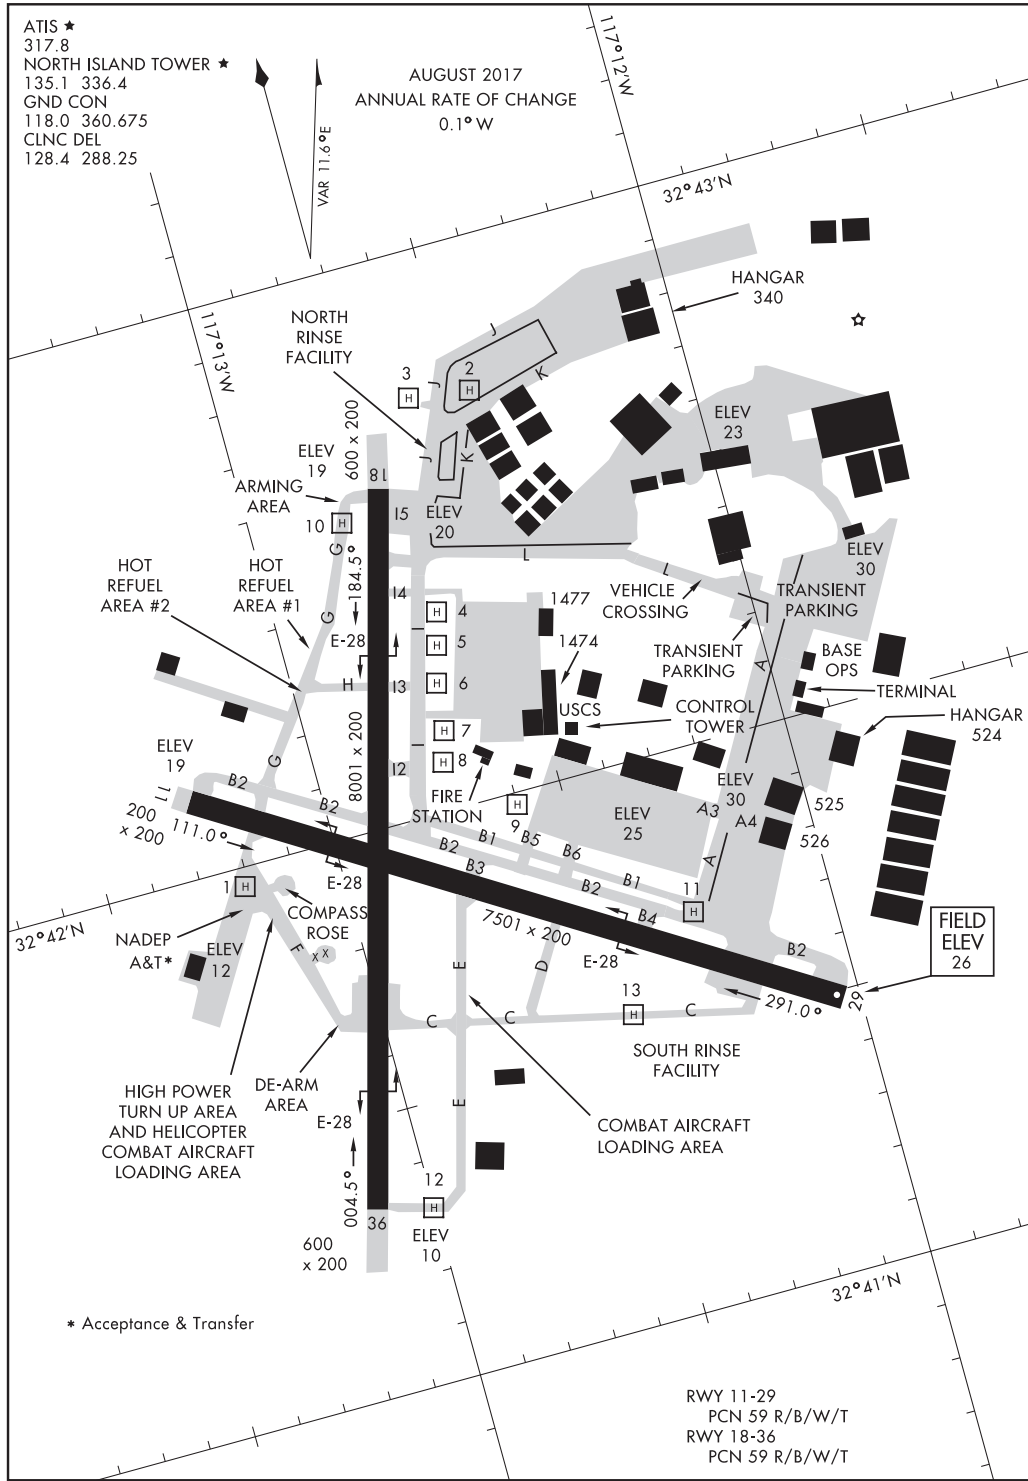 ATIS ★
317.8
NORTH ISLAND TOWER ★
135.1 336.4
GND CON
118.0 360.675
CLNC DEL
128.4 288.25
VAR 11.6°E
AUGUST 2017
ANNUAL RATE OF CHANGE
0.1° W
117°12'W
32°43'N
117°13'W
HANGAR
340
NORTH
RINSE
FACILITY
J
3
H
2
H
J
K
600 x 200
ELEV
23
ELEV
19
J
K
18
ARMING
AREA
I5
ELEV
20
10
H
G
L
ELEV
30
HOT
REFUEL
AREA #2
HOT
REFUEL
AREA #1
G
184.5°
I4
L
VEHICLE
CROSSING
TRANSIENT
PARKING
1477
H
4
I
E-28
H
5
1474
TRANSIENT
PARKING
A
BASE
OPS
H
I3
H
6
USCS
CONTROL
TOWER
TERMINAL
HANGAR
524
H
7
I
8001 x 200
G
ELEV
19
I2
H
8
B2
B2
FIRE
STATION
H
9
ELEV
30
A3
A4
525
526
11
200
x 200
111.0°
ELEV
25
B1
B5
B6
B2
B3
B1
B2
A
E-28
1
H
11
H
B4
COMPASS
ROSE
7501 x 200
32°42'N
NADEP
A&T*
ELEV
12
F
X X
E
D
E-28
B2
FIELD
ELEV
26
13
H
291.0°
29
C
C
C
SOUTH RINSE
FACILITY
DE-ARM
AREA
HIGH POWER
TURN UP AREA
AND HELICOPTER
COMBAT AIRCRAFT
LOADING AREA
E-28
E
COMBAT AIRCRAFT
LOADING AREA
004.5°
12
36
H
ELEV
10
600
x 200
32°41'N
* Acceptance & Transfer
RWY 11-29
PCN 59 R/B/W/T
RWY 18-36
PCN 59 R/B/W/T